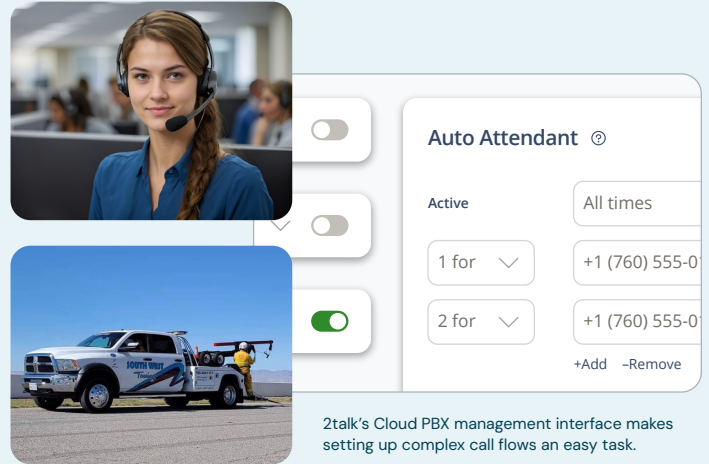 Auto Attendant ?
Active
All times
1 for
+1 (760) 555-01
2 for
+1 (760) 555-01
+Add –Remove
SOUTH WEST
Towing
2talk's Cloud PBX management interface makes
setting up complex call flows an easy task.